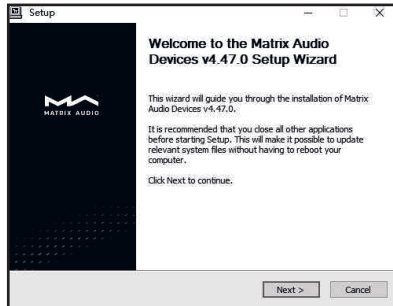 Setup
Welcome to the Matrix Audio
Devices v4.47.0 Setup Wizard
MATRIX AUDIO
This wizard will guide you through the installation of Matrix
Audio Devices v4.47.0.
It is recommended that you close all other applications
before starting Setup. This will make it possible to update
relevant system files without having to reboot your
computer.
Click Next to continue.
Next >
Cancel